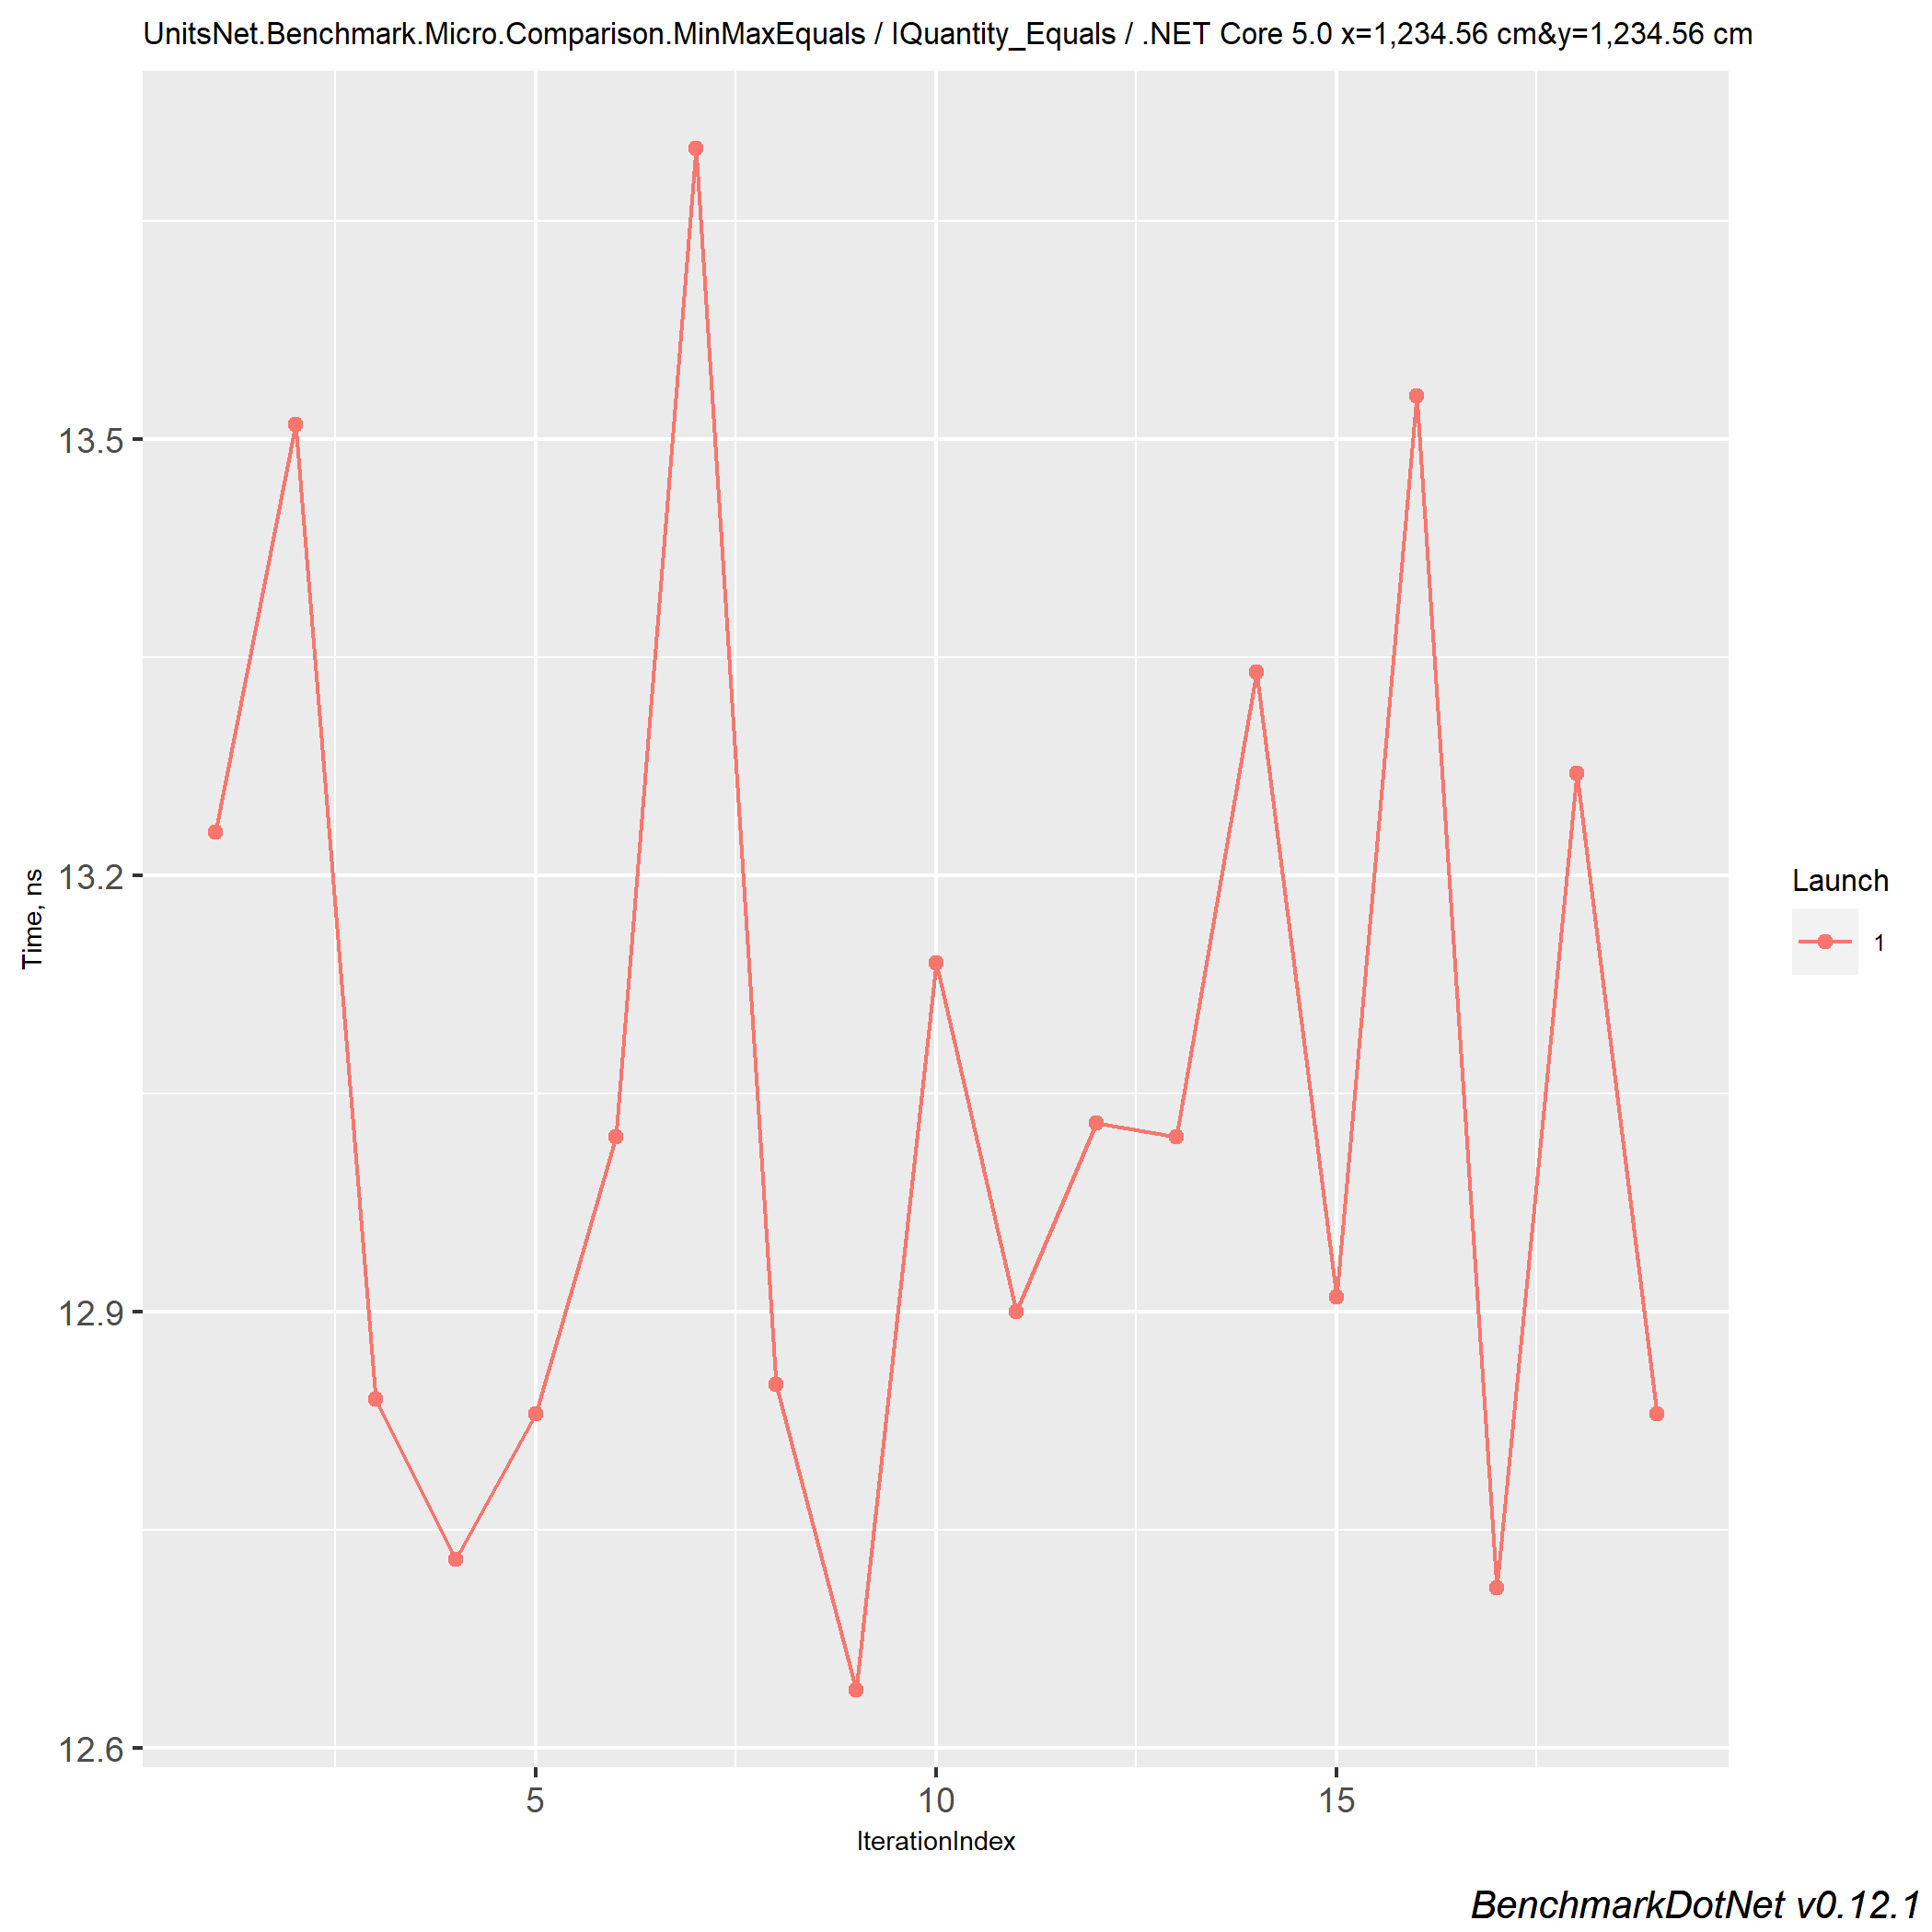 UnitsNet.Benchmark.Micro.Comparison.MinMaxEquals / IQuantity_Equals / .NET Core 5.0 x=1,234.56 cm&y=1,234.56 cm
13.5
13.2
12.9
12.6
Time, ns
5 10 15
IterationIndex
Launch
1
BenchmarkDotNet v0.12.1